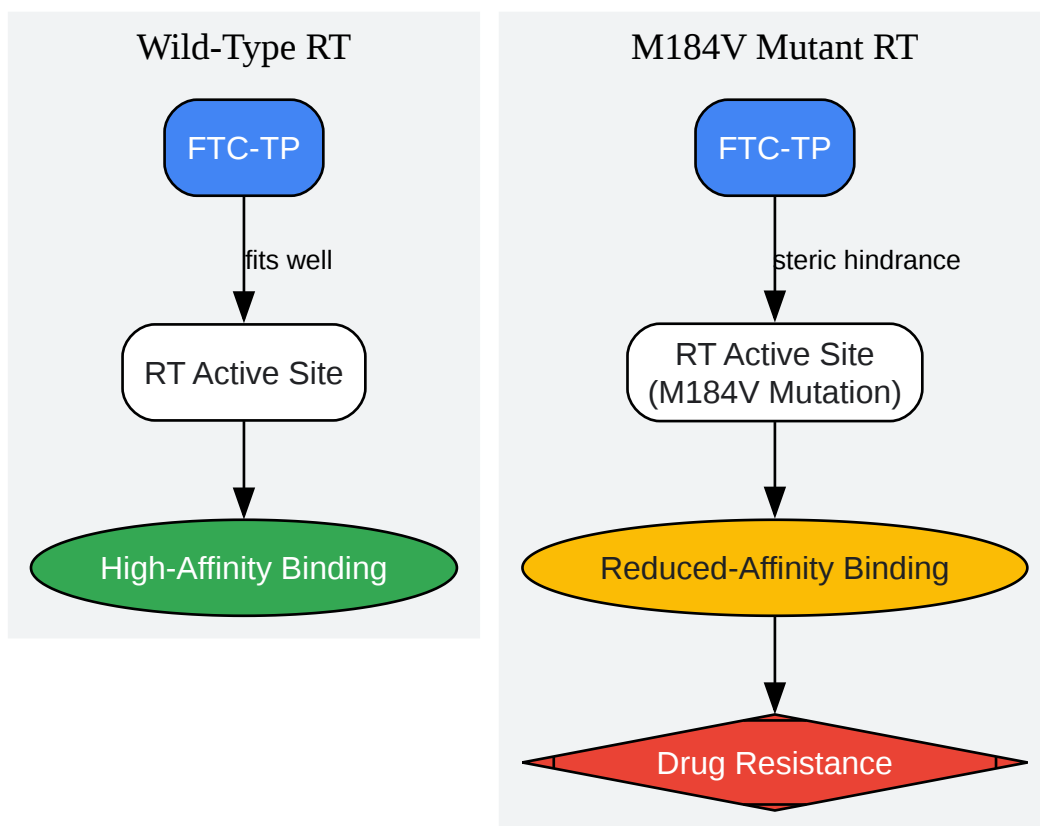 Wild-Type RT
FTC-TP
fits well
RT Active Site
High-Affinity Binding
M184V Mutant RT
FTC-TP
steric hindrance
RT Active Site
(M184V Mutation)
Reduced-Affinity Binding
Drug Resistance